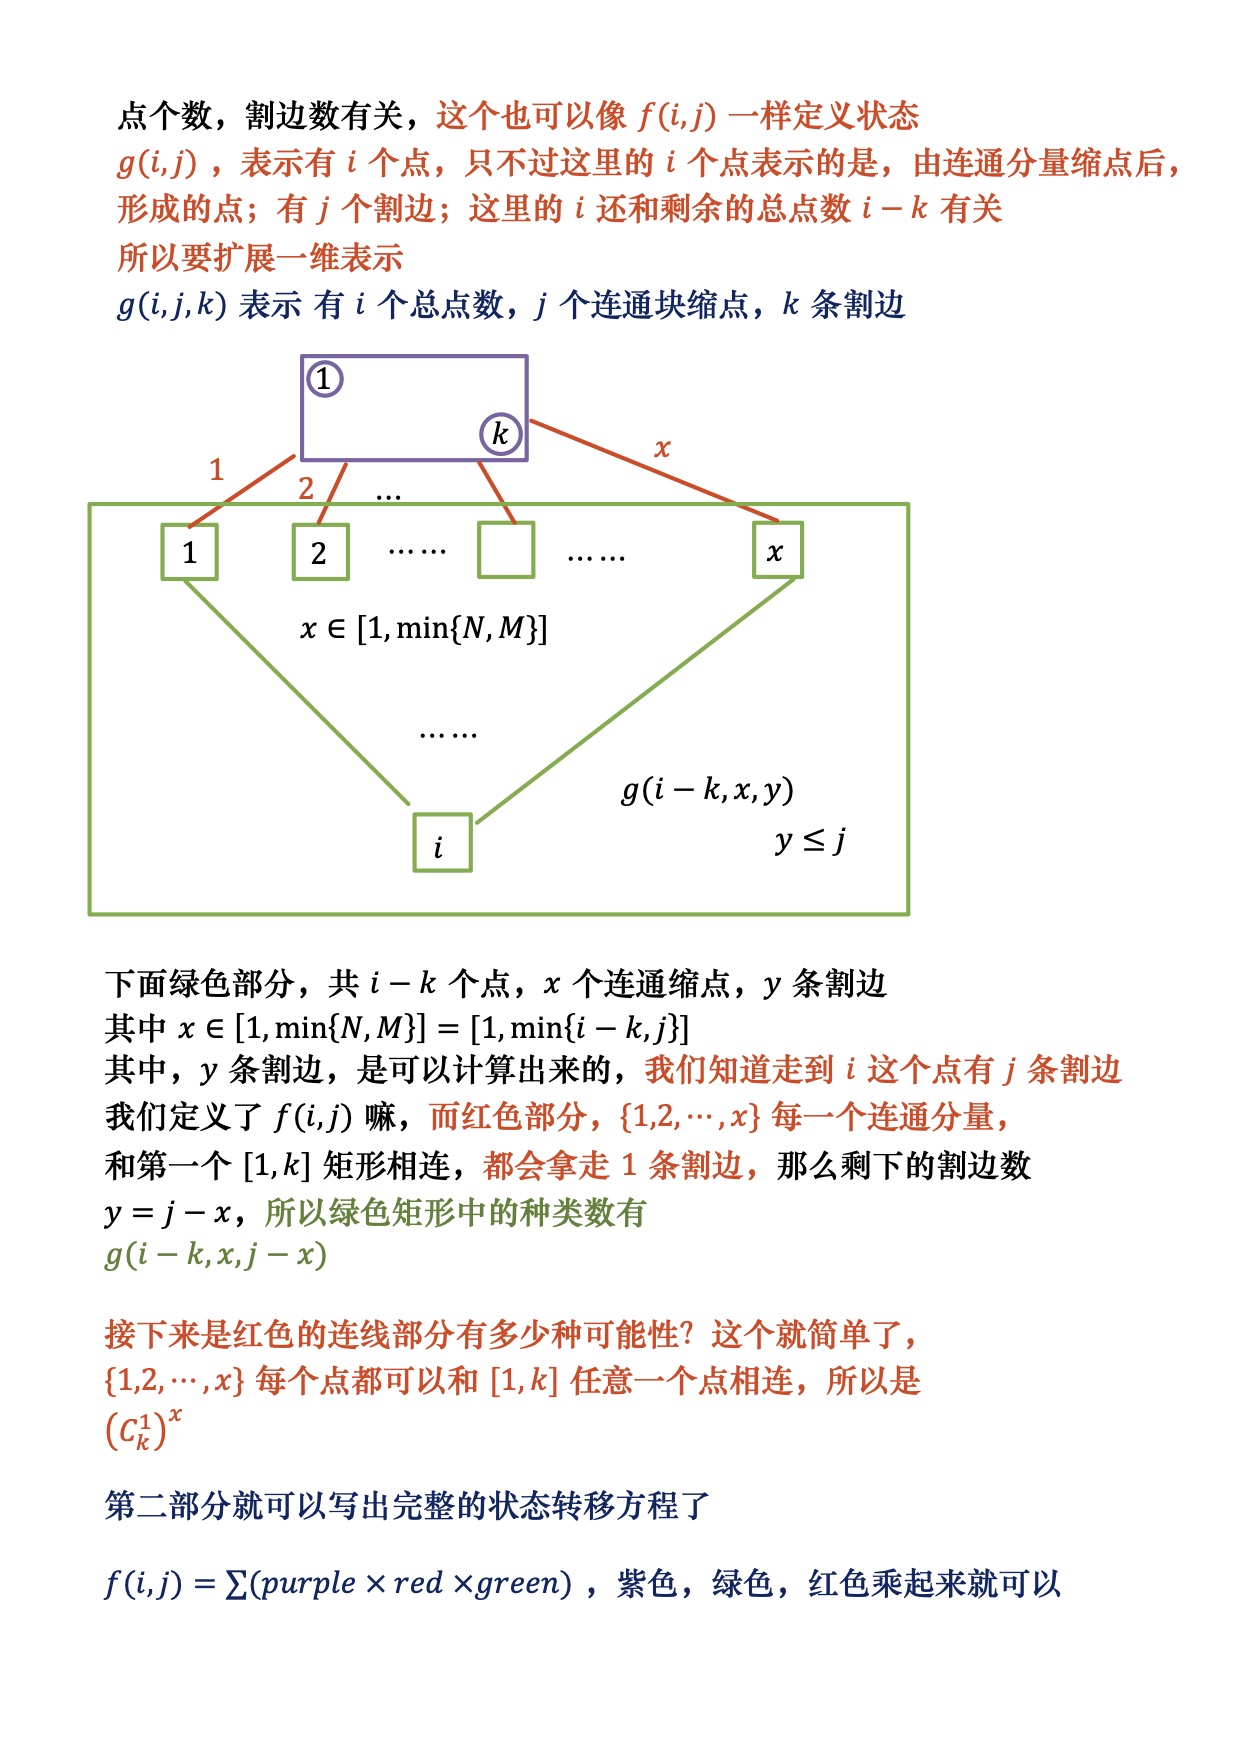 点个数，割边数有关，这个也可以像 f(i,j) 一样定义状态
g(i,j) ，表示有 i 个点，只不过这里的 i 个点表示的是，由连通分量缩点后，
形成的点；有 j 个割边；这里的 i 还和剩余的总点数 i − k 有关
所以要扩展一维表示
g(i,j,k) 表示 有 i 个总点数，j 个连通块缩点，k 条割边
1
k
1
2
…
x
1
2
……
……
x
x ∈ [1, min{N, M}]
……
g(i − k, x, y)
y ≤ j
i
下面绿色部分，共 i − k 个点，x 个连通缩点，y 条割边
其中 x ∈ [1, min{N, M}] = [1, min{i − k, j}]
其中，y 条割边，是可以计算出来的，我们知道走到 i 这个点有 j 条割边
我们定义了 f(i,j) 嘛，而红色部分，{1,2, ⋯ , x} 每一个连通分量，
和第一个 [1, k] 矩形相连，都会拿走 1 条割边，那么剩下的割边数
y = j − x，所以绿色矩形中的种类数有
g(i − k, x, j − x)
接下来是红色的连线部分有多少种可能性？这个就简单了，
{1,2, ⋯ , x} 每个点都可以和 [1, k] 任意一个点相连，所以是
(C_k^1)^x
第二部分就可以写出完整的状态转移方程了
f(i,j) = ∑(purple × red ×green) ，紫色，绿色，红色乘起来就可以